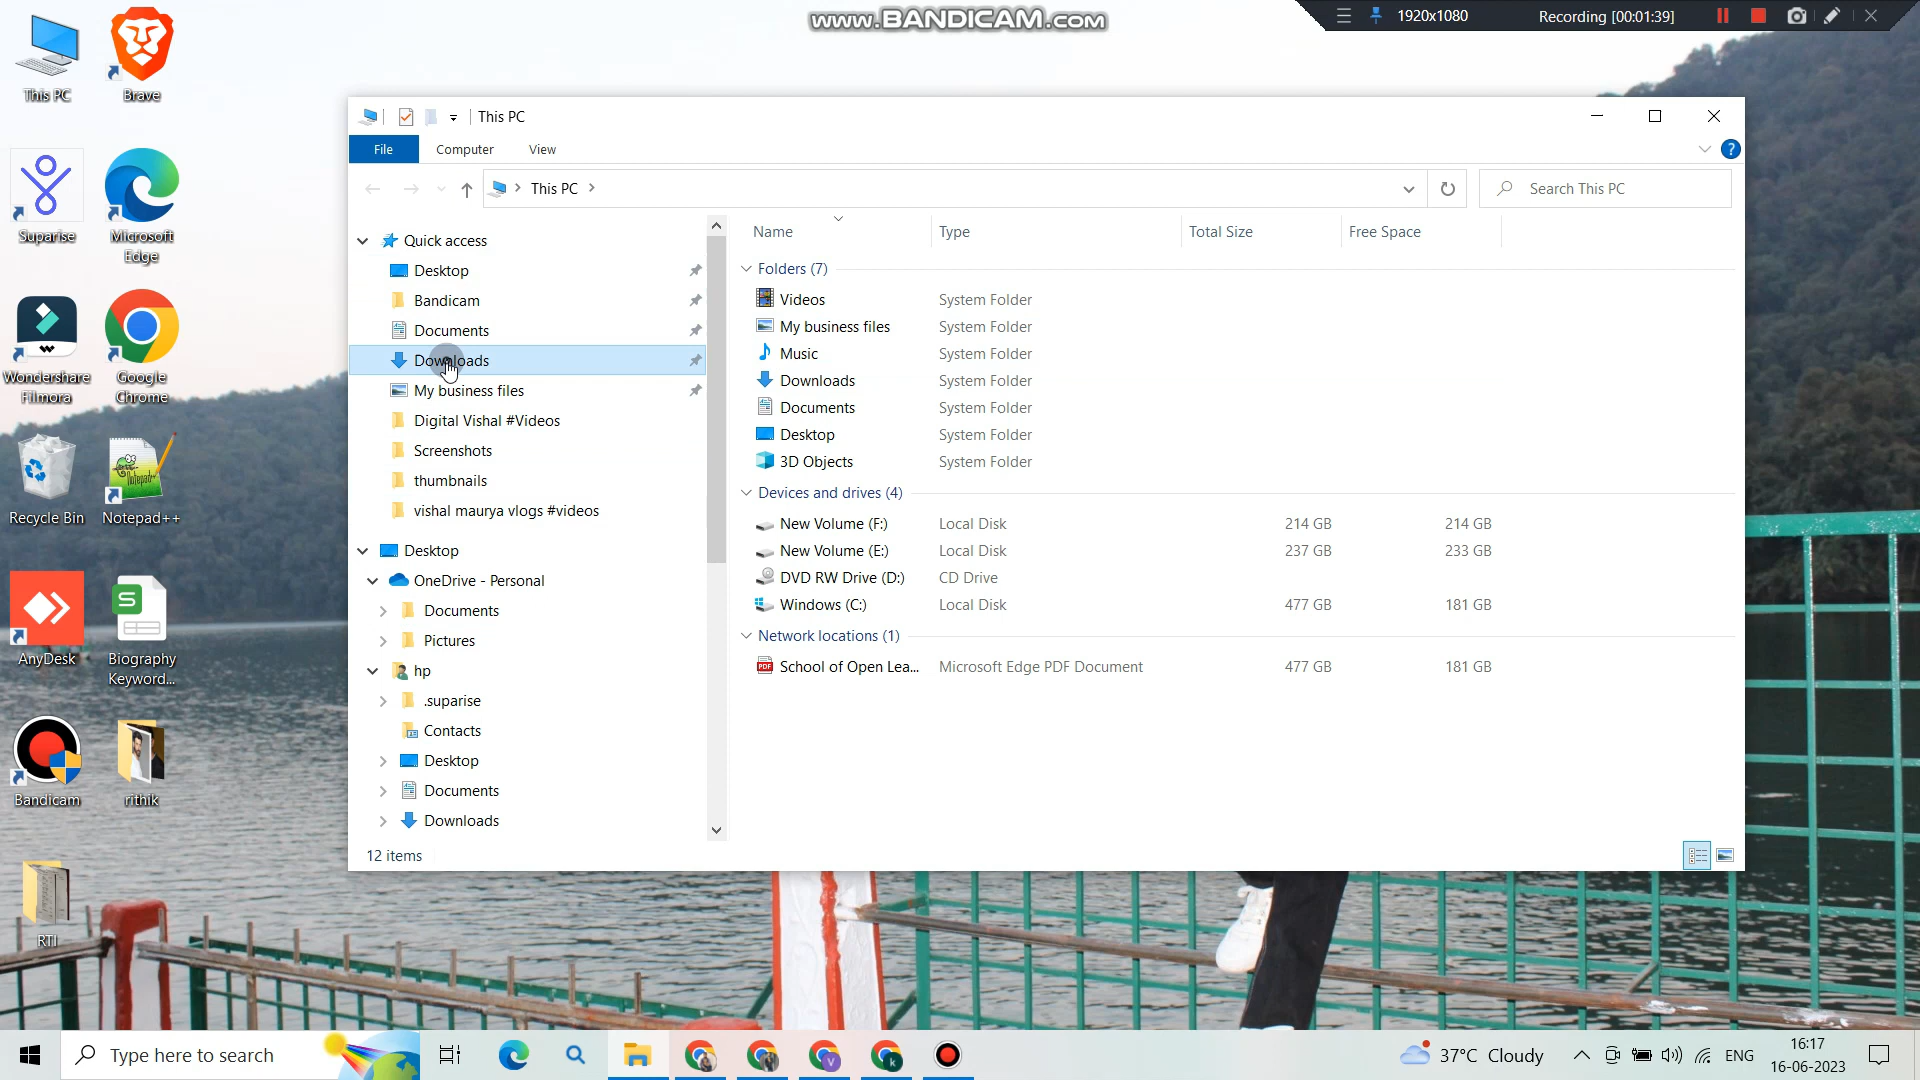 www.BANDICAM.com
1920x1080
Recording [00:01:39]
This PC
Brave
Suparise
Microsoft
Edge
Wondershare
Filmora
Google
Chrome
Recycle Bin
Notepad++
AnyDesk
Biography
Keyword...
Bandicam
rithik
RTI
This PC
File
Computer
View
This PC
Search This PC
Quick access
Desktop
Bandicam
Documents
Downloads
My business files
Digital Vishal #Videos
Screenshots
thumbnails
vishal maurya vlogs #videos
Desktop
OneDrive - Personal
Documents
Pictures
hp
.suparise
Contacts
Desktop
Documents
Downloads
Name Type Total Size Free Space
Folders (7)
Videos System Folder
My business files System Folder
Music System Folder
Downloads System Folder
Documents System Folder
Desktop System Folder
3D Objects System Folder
Devices and drives (4)
New Volume (F:) Local Disk 214 GB 214 GB
New Volume (E:) Local Disk 237 GB 233 GB
DVD RW Drive (D:) CD Drive
Windows (C:) Local Disk 477 GB 181 GB
Network locations (1)
School of Open Lea... Microsoft Edge PDF Document 477 GB 181 GB
12 items
Type here to search
37°C Cloudy
ENG
16:17
16-06-2023